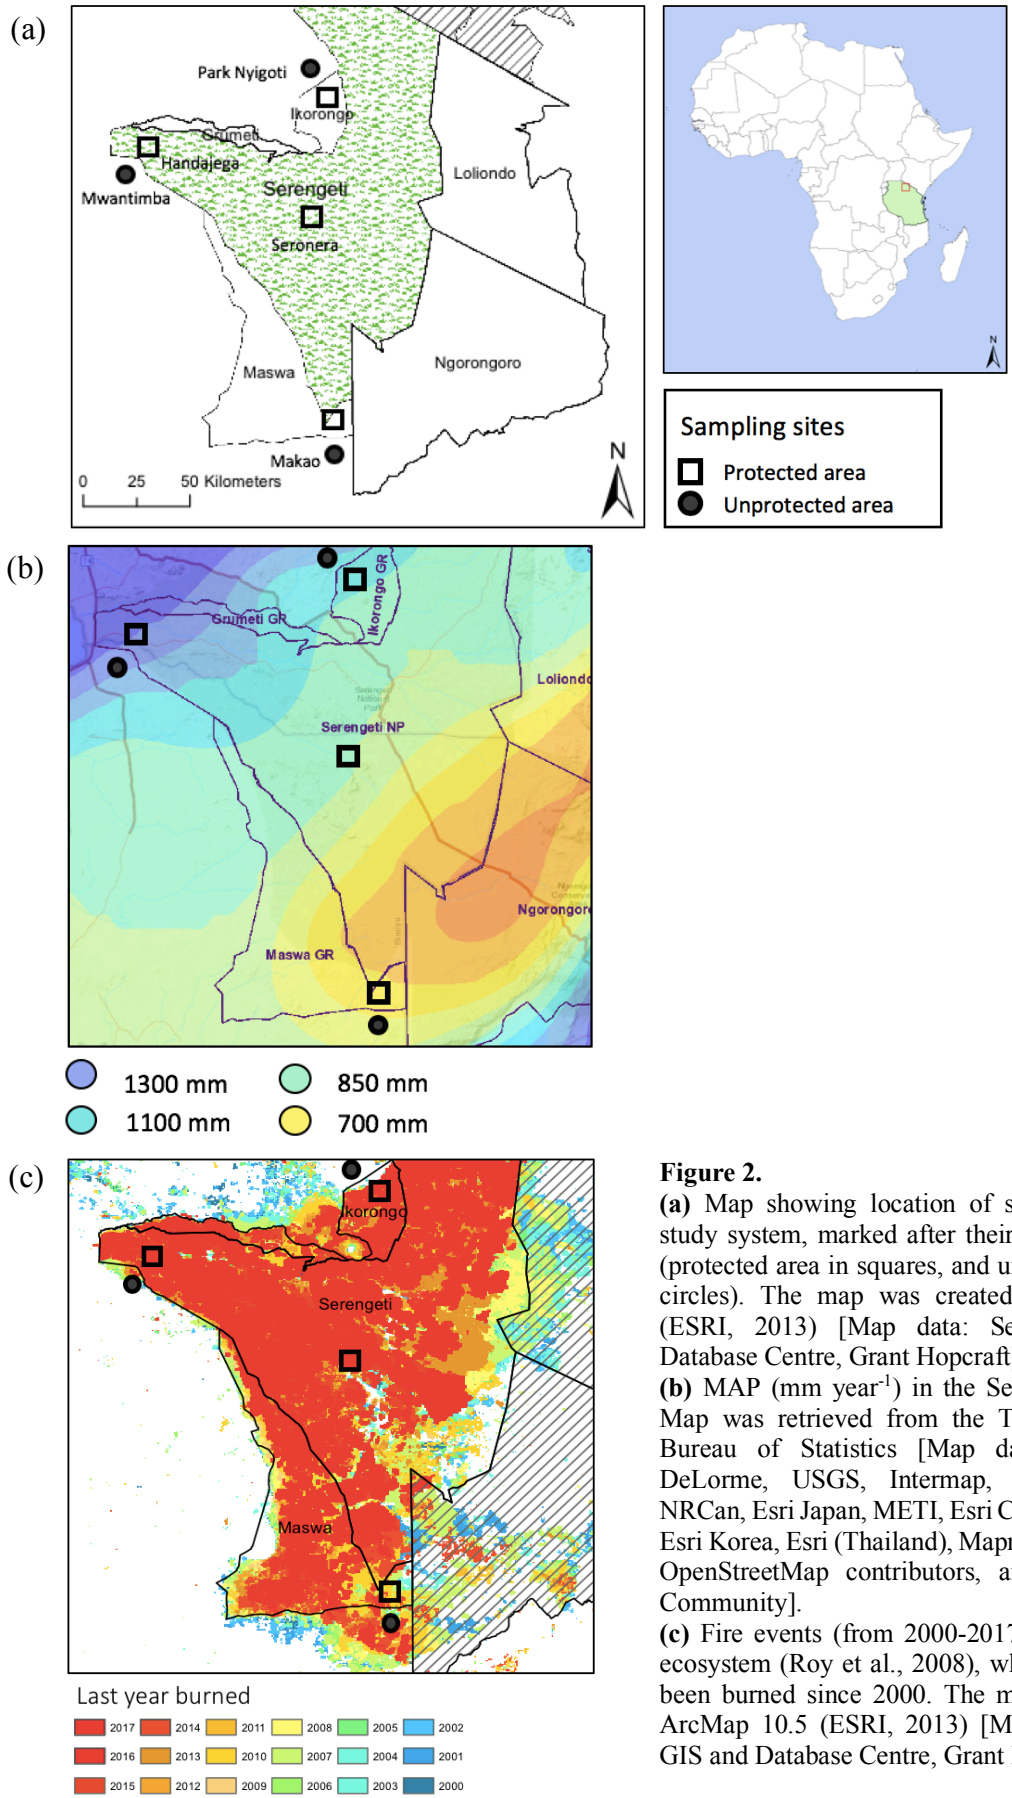 (a)
Park Nyigoti
Ikorongo
Grumeti
Handajega
Mwantimba
Serengeti
Seronera
Loliondo
Maswa
Ngorongoro
Makao
N
0 25 50 Kilometers
N
Sampling sites
Protected area
Unprotected area
(b)
Grumeti GR
Ikorongo GR
Loliondo
Serengeti NP
Ngorongoro
Maswa GR
1300 mm
850 mm
1100 mm
700 mm
(c)
Ikorongo
Serengeti
Maswa
Last year burned
2017 2014 2011 2008 2005 2002
2016 2013 2010 2007 2004 2001
2015 2012 2009 2006 2003 2000
Figure 2.
(a) Map showing location of s
study system, marked after their
(protected area in squares, and u
circles). The map was created
(ESRI, 2013) [Map data: Se
Database Centre, Grant Hopcraft
(b) MAP (mm year-1) in the Se
Map was retrieved from the T
Bureau of Statistics [Map da
DeLorme, USGS, Intermap,
NRCan, Esri Japan, METI, Esri C
Esri Korea, Esri (Thailand), Mapr
OpenStreetMap contributors, a
Community].
(c) Fire events (from 2000-2017
ecosystem (Roy et al., 2008), wh
been burned since 2000. The m
ArcMap 10.5 (ESRI, 2013) [M
GIS and Database Centre, Grant